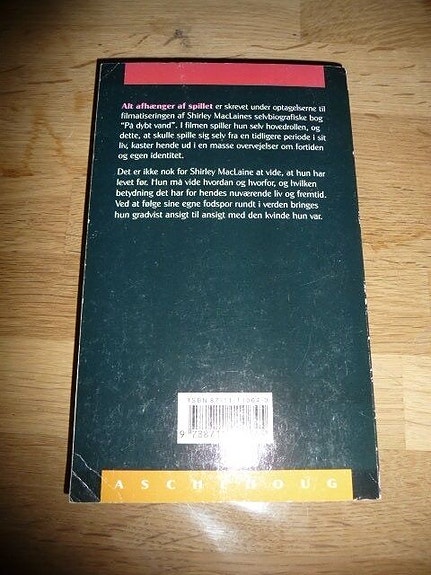 Alt afhænger af spillet er skrevet under optagelserne til
filmatiseringen af Shirley MacLaines selvbiografiske bog
"På dybt vand". I filmen spiller hun selv hovedrollen, og
dette, at skulle spille sig selv fra en tidligere periode i sit
liv, kaster hende ud i en masse overvejelser om fortiden
og egen identitet.
Det er ikke nok for Shirley MacLaine at vide, at hun har
levet før. Hun må vide hvordan og hvorfor, og hvilken
betydning det har for hendes nuværende liv og fremtid.
Ved at følge sine egne fodspor rundt i verden bringes
hun gradvist ansigt til ansigt med den kvinde hun var.
ISBN
ASCHEHOUG